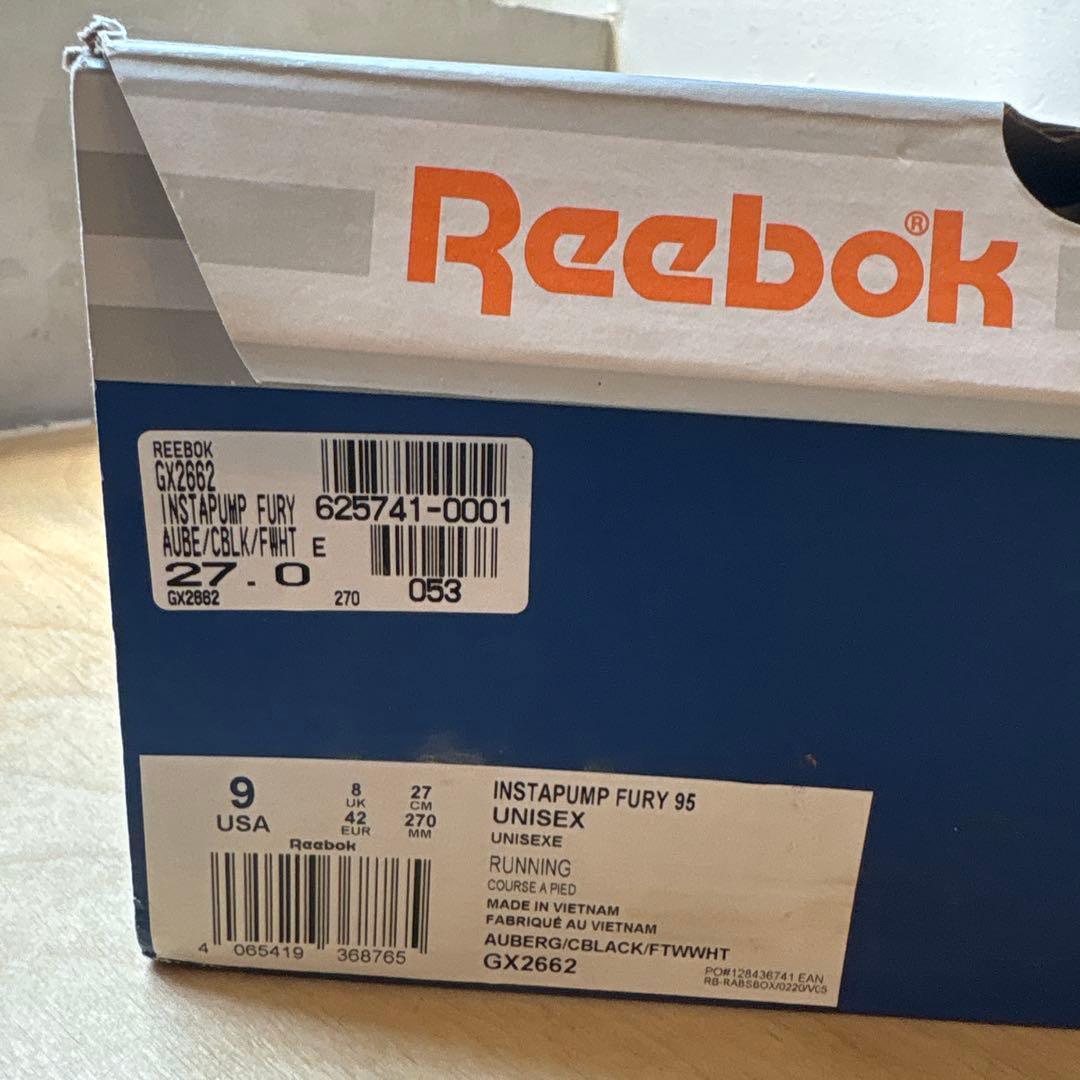 Reebok®
REEBOK
GX2662
INSTAPUMP FURY 625741-0001
AUBE/CBLK/FWHT E
27.0 053
GX2662 270
9 USA
8 UK
42 EUR
27 CM
270 MM
Reebok
4 065419 368765
INSTAPUMP FURY 95
UNISEX
UNISEXE
RUNNING
COURSE A PIED
MADE IN VIETNAM
FABRIQUÉ AU VIETNAM
AUBERG/CBLACK/FTWWHT
GX2662
PO#128436741 EAN
RB-RABSBOX/0220/V05